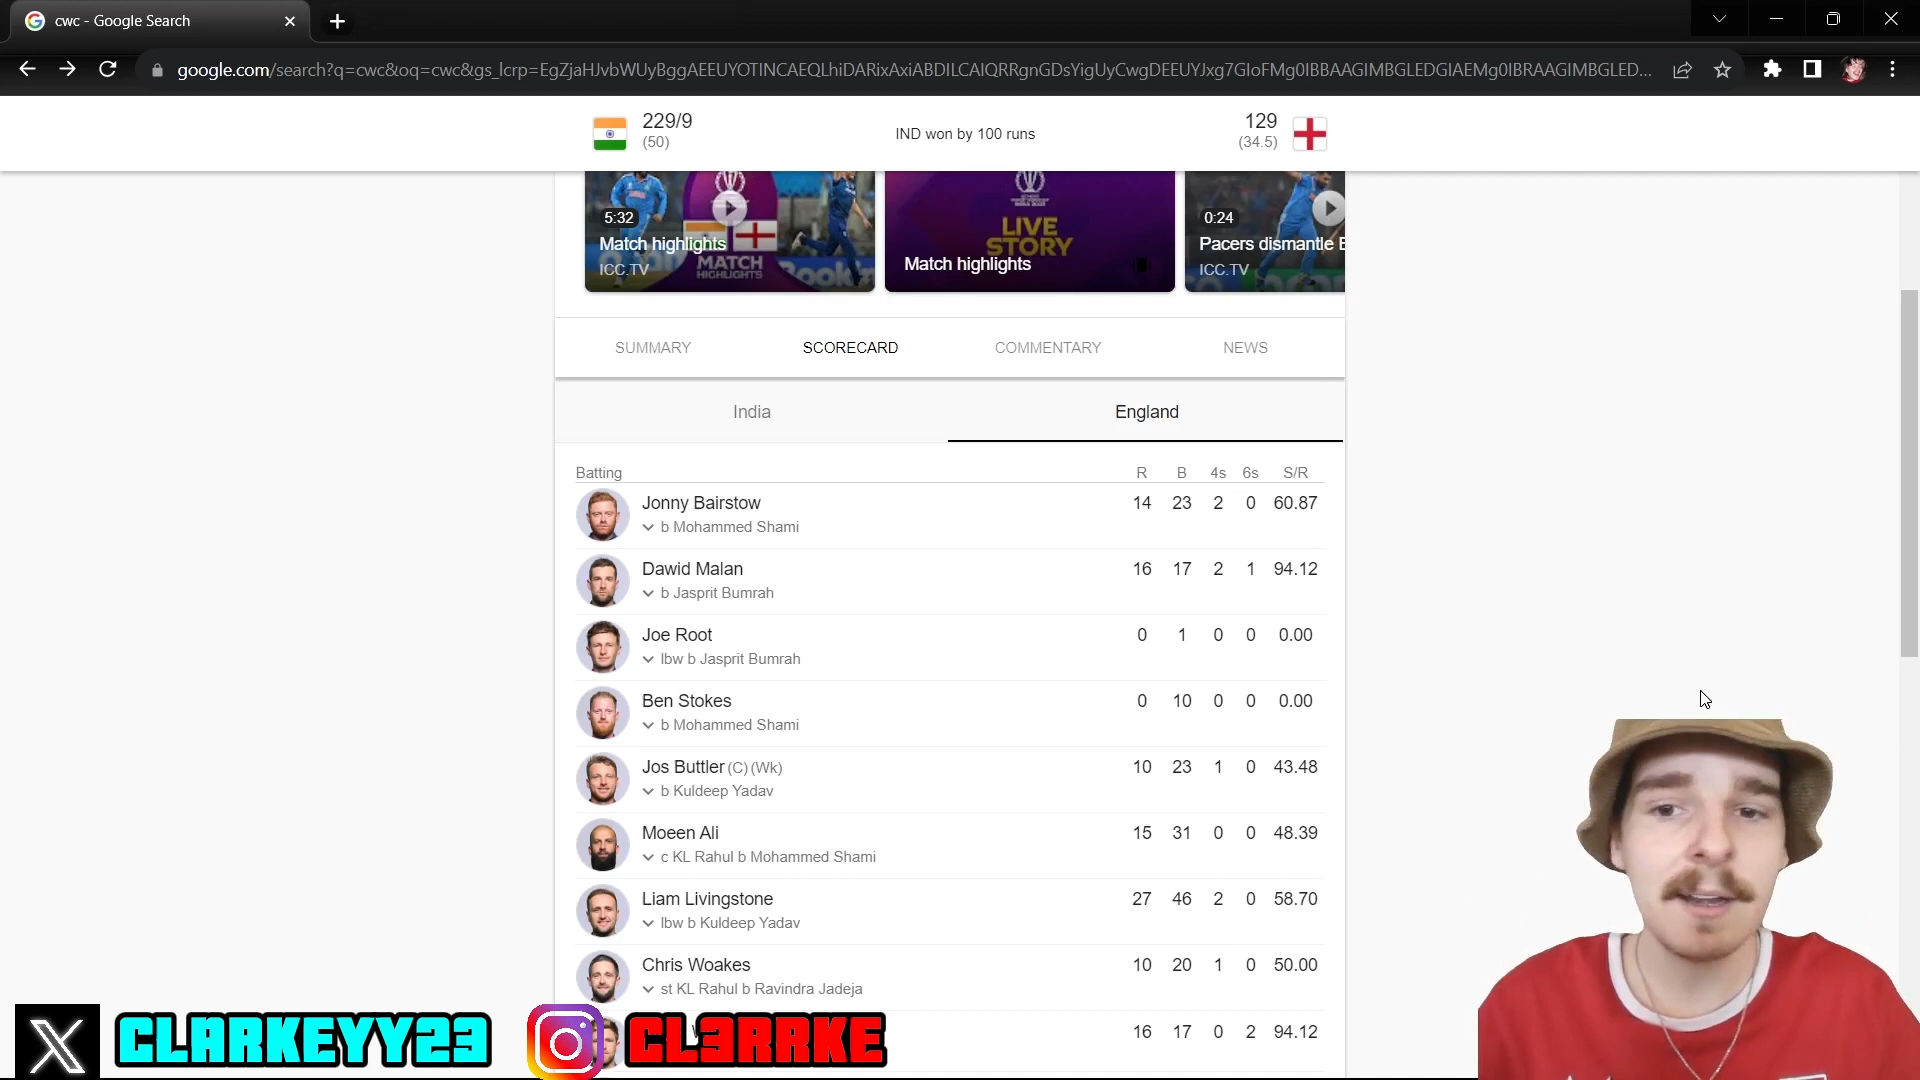 cwc - Google Search
google.com/search?q=cwc&oq=cwc&gs_lcrp=EgZjaHJvbWUyBggAEEUYOTINCAEQLhiDARixAxiABDILCAIQRRgnGDsYigUyCwgDEEUYJxg7GIoFMg0IBBAAGIMBGLEDGIAEMg0IBRAAGIMBGLED...
229/9
(50)
IND won by 100 runs
129
(34.5)
5:32
Match highlights
ICC.TV
MATCH
HIGHLIGHTS
LIVE
STORY
Match highlights
0:24
Pacers dismantle E
ICC.TV
SUMMARY SCORECARD COMMENTARY NEWS
India England
Batting R B 4s 6s S/R
Jonny Bairstow 14 23 2 0 60.87
b Mohammed Shami
Dawid Malan 16 17 2 1 94.12
b Jasprit Bumrah
Joe Root 0 1 0 0 0.00
lbw b Jasprit Bumrah
Ben Stokes 0 10 0 0 0.00
b Mohammed Shami
Jos Buttler (C) (Wk) 10 23 1 0 43.48
b Kuldeep Yadav
Moeen Ali 15 31 0 0 48.39
c KL Rahul b Mohammed Shami
Liam Livingstone 27 46 2 0 58.70
lbw b Kuldeep Yadav
Chris Woakes 10 20 1 0 50.00
st KL Rahul b Ravindra Jadeja
16 17 0 2 94.12
CLARKEYY23
CL3RRKE